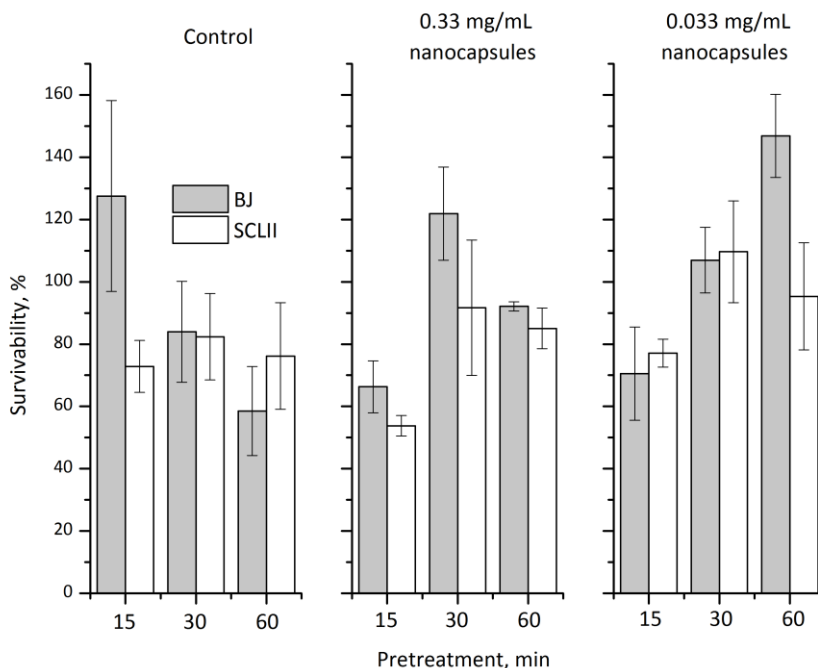 Control
0.33 mg/mL
nanocapsules
0.033 mg/mL
nanocapsules
Survivability, %
160
140
120
100
80
60
40
20
0
BJ
SCLII
15 30 60
15 30 60
15 30 60
Pretreatment, min